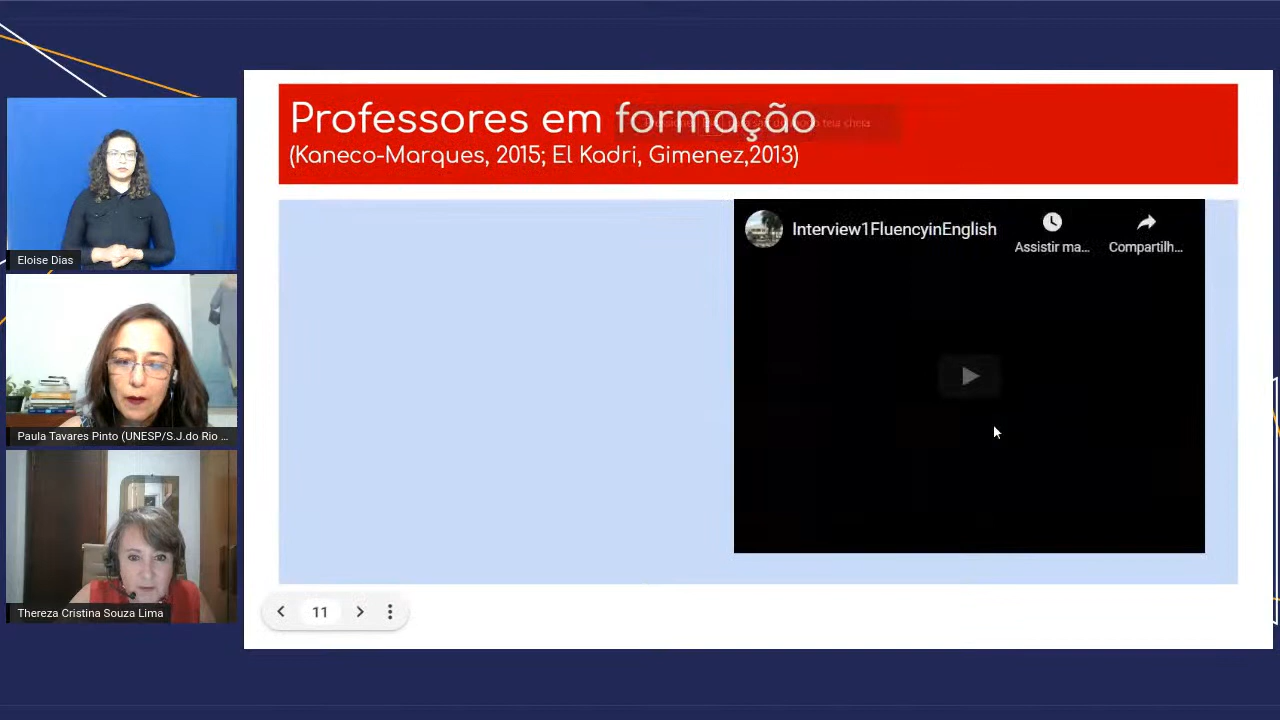 Professores em formação
(Kaneco-Marques, 2015; El Kadri, Gimenez,2013)
Interview1FluencyinEnglish
Assistir ma...
Compartilh...
Eloise Dias
Paula Tavares Pinto (UNESP/S.J.do Rio ...
Thereza Cristina Souza Lima
11